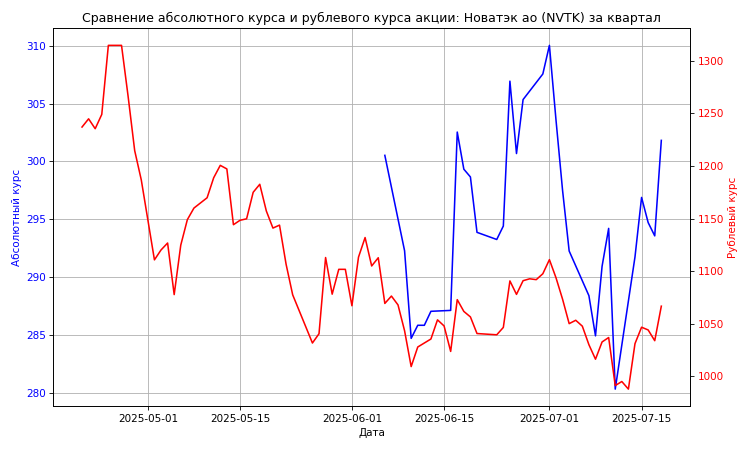 Сравнение абсолютного курса и рублевого курса акции: Новатэк ао (NVTK) за квартал
310
305
300
295
290
285
280
Абсолютный курс
1300
1250
1200
1150
1100
1050
1000
Рублевый курс
2025-05-01 2025-05-15 2025-06-01 2025-06-15 2025-07-01 2025-07-15
Дата